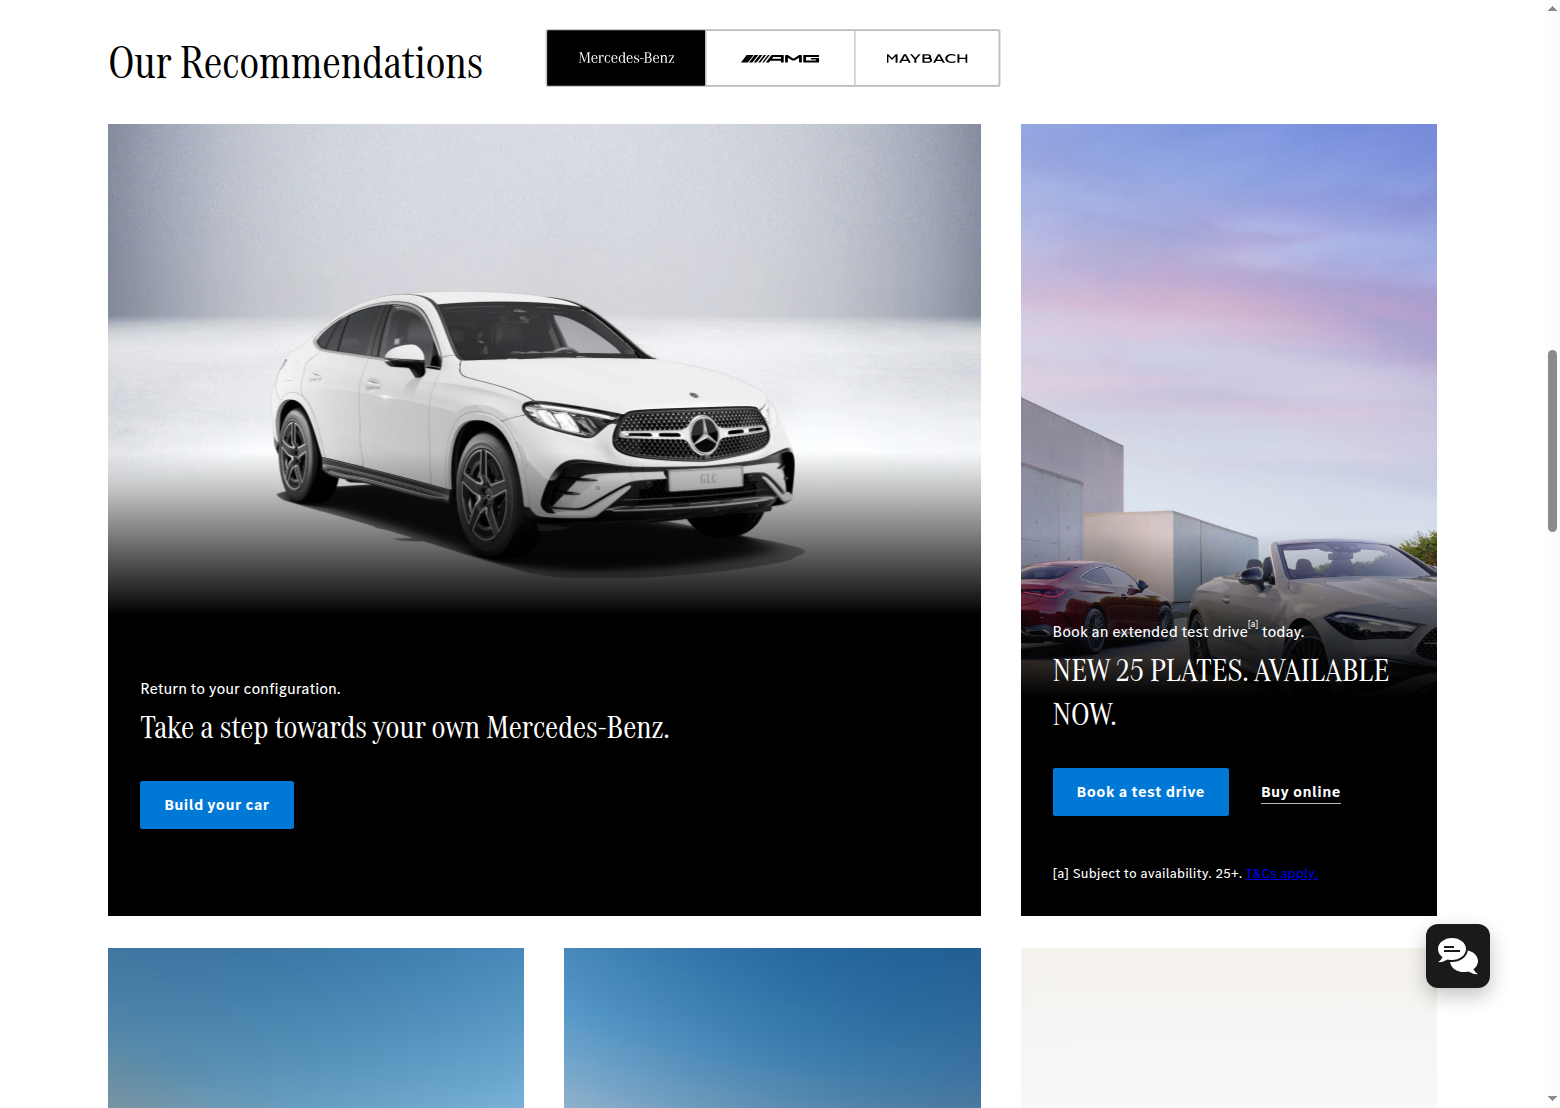 Our Recommendations
Mercedes-Benz
AMG
MAYBACH
GLC
Return to your configuration.
Take a step towards your own Mercedes-Benz.
Build your car
Book an extended test drive[a] today.
NEW 25 PLATES. AVAILABLE
NOW.
Book a test drive
Buy online
[a] Subject to availability. 25+. T&Cs apply.